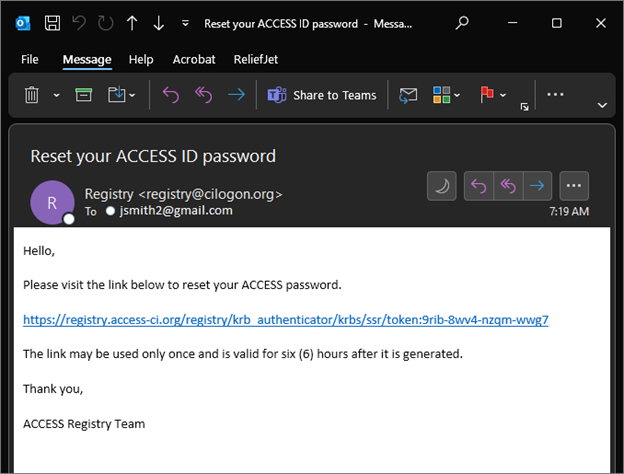 Reset your ACCESS ID password - Messa...
File Message Help Acrobat ReliefJet
Share to Teams
Reset your ACCESS ID password
R
Registry <registry@cilogon.org>
To jsmith2@gmail.com
7:19 AM
Hello,
Please visit the link below to reset your ACCESS password.
https://registry.access-ci.org/registry/krb_authenticator/krbs/ssr/token:9rib-8wv4-nzqm-wwg7
The link may be used only once and is valid for six (6) hours after it is generated.
Thank you,
ACCESS Registry Team